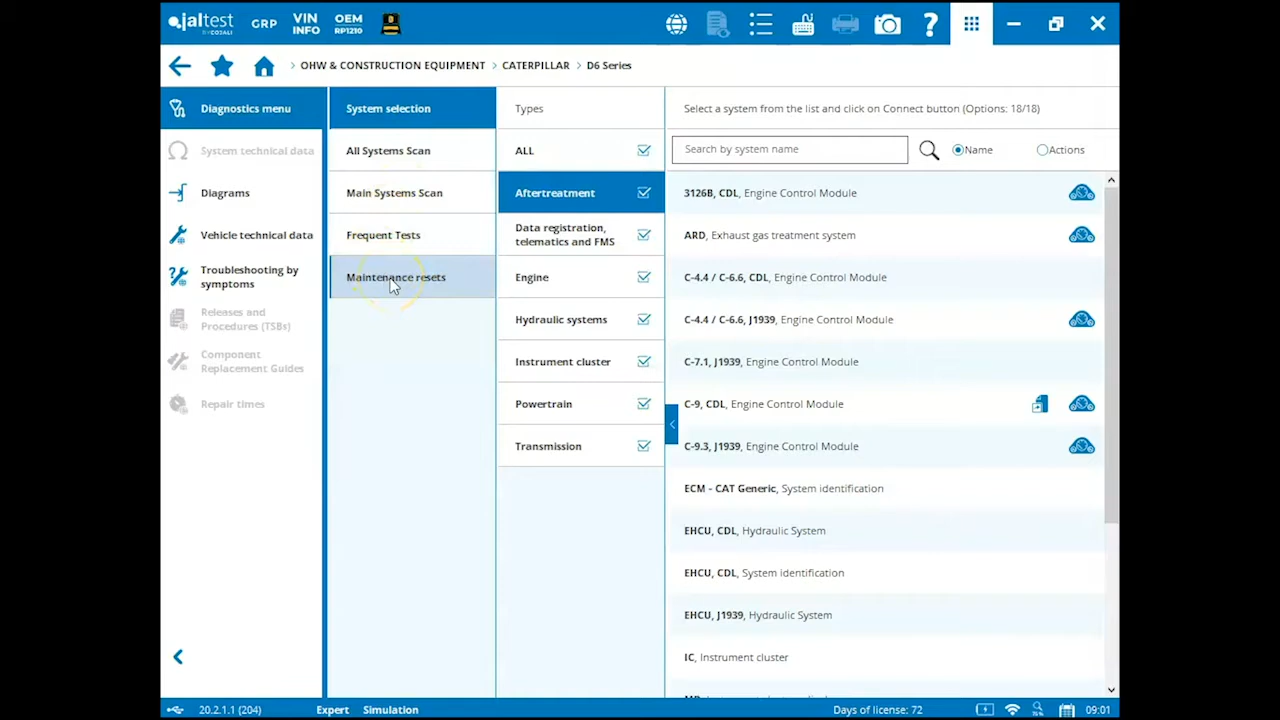 jaltest
BY COJALI
GRP
VIN
INFO
OEM
RP1210
?
OHW & CONSTRUCTION EQUIPMENT > CATERPILLAR > D6 Series
Diagnostics menu
System technical data
Diagrams
Vehicle technical data
Troubleshooting by
symptoms
Releases and
Procedures (TSBs)
Component
Replacement Guides
Repair times
System selection
All Systems Scan
Main Systems Scan
Frequent Tests
Maintenance resets
Types
ALL
Aftertreatment
Data registration,
telematics and FMS
Engine
Hydraulic systems
Instrument cluster
Powertrain
Transmission
Select a system from the list and click on Connect button (Options: 18/18)
Search by system name
Name
Actions
3126B, CDL, Engine Control Module
ARD, Exhaust gas treatment system
C-4.4 / C-6.6, CDL, Engine Control Module
C-4.4 / C-6.6, J1939, Engine Control Module
C-7.1, J1939, Engine Control Module
C-9, CDL, Engine Control Module
C-9.3, J1939, Engine Control Module
ECM - CAT Generic, System identification
EHCU, CDL, Hydraulic System
EHCU, CDL, System identification
EHCU, J1939, Hydraulic System
IC, Instrument cluster
20.2.1.1 (204)
Expert
Simulation
Days of license: 72
09:01